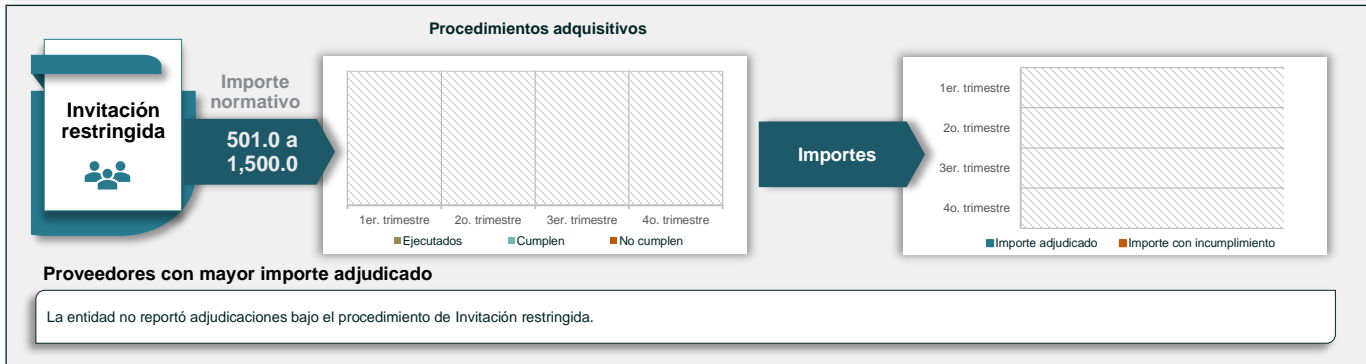 Procedimientos adquisitivos
Invitación
restringida
Importe
normativo
501.0 a
1,500.0
1er. trimestre
2o. trimestre
3er. trimestre
4o. trimestre
Ejecutados
Cumplen
No cumplen
Importes
1er. trimestre
2o. trimestre
3er. trimestre
4o. trimestre
Importe adjudicado
Importe con incumplimiento
Proveedores con mayor importe adjudicado
La entidad no reportó adjudicaciones bajo el procedimiento de Invitación restringida.